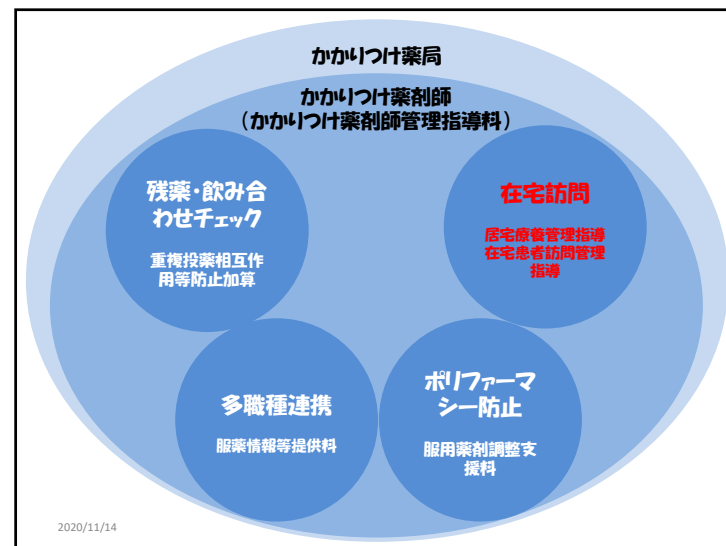 かかりつけ薬局
かかりつけ薬剤師
（かかりつけ薬剤師管理指導料）
残薬・飲み合
わせチェック
重複投薬相互作
用等防止加算
在宅訪問
居宅療養管理指導
在宅患者訪問管理
指導
多職種連携
服薬情報等提供料
ポリファーマ
シー防止
服用薬剤調整支
援料
2020/11/14